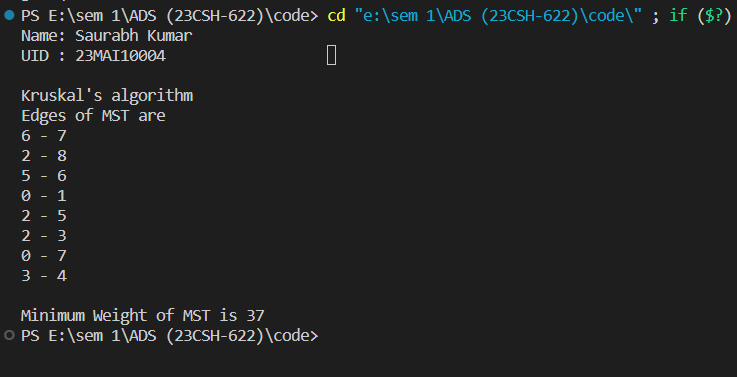 PS E:\sem 1\ADS (23CSH-622)\code> cd "e:\sem 1\ADS (23CSH-622)\code\" ; if ($?)
Name: Saurabh Kumar
UID : 23MAI10004
Kruskal's algorithm
Edges of MST are
6 - 7
2 - 8
5 - 6
0 - 1
2 - 5
2 - 3
0 - 7
3 - 4
Minimum Weight of MST is 37
PS E:\sem 1\ADS (23CSH-622)\code>